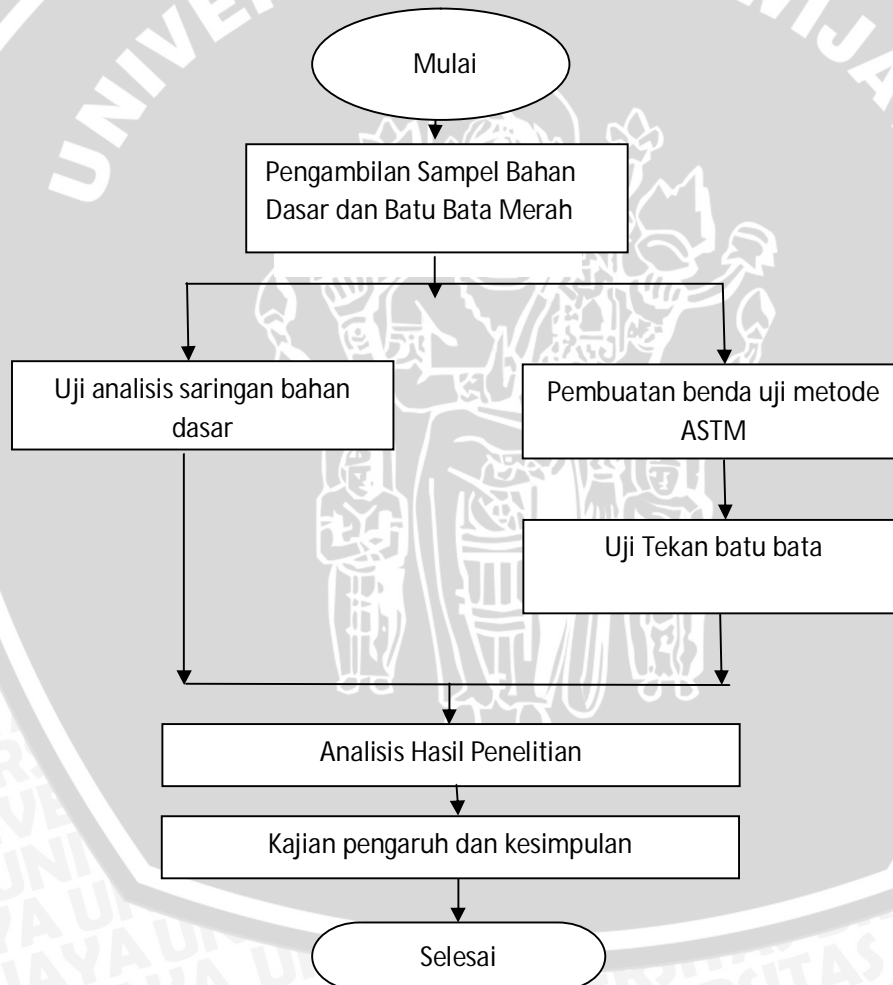 Mulai
Pengambilan Sampel Bahan
Dasar dan Batu Bata Merah
Uji analisis saringan bahan
dasar
Pembuatan benda uji metode
ASTM
Uji Tekan batu bata
Analisis Hasil Penelitian
Kajian pengaruh dan kesimpulan
Selesai